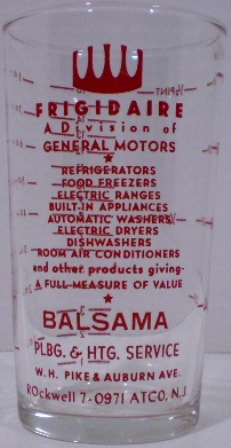 FRIGIDAIRE
A Division of
GENERAL MOTORS
REFRIGERATORS
FOOD FREEZERS
ELECTRIC RANGES
BUILT-IN APPLIANCES
AUTOMATIC WASHERS
ELECTRIC DRYERS
DISHWASHERS
ROOM AIR CONDITIONERS
and other products giving-
A FULL-MEASURE OF VALUE
BALSAMA
PLBG. & HTG. SERVICE
W. H. PIKE & AUBURN AVE.
ROckwell 7-0971 ATCO, N.J.